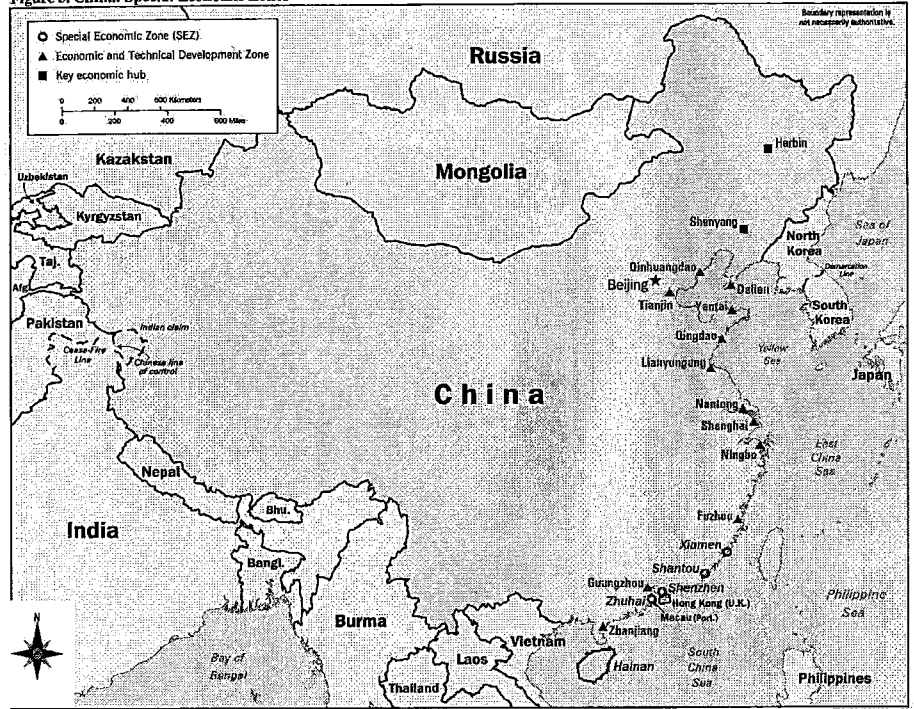 Special Economic Zone (SEZ)
Economic and Technical Development Zone
Key economic hub
0 200 400 600 Kilometers
0 200 400 600 Miles
Boundary representation is
not necessarily authoritative.
Russia
Kazakstan
Mongolia
Harbin
Uzbekistan
Kyrgyzstan
Shenyang
Sea of
Japan
North
Korea
Taj.
Qinhuangdao
Demarcation
Line
Afg.
Beijing
Dalian
Tianjin
Yantai
South
Korea
Pakistan
Indian claim
Cease-Fire
Line
Chinese line
of control
Qingdao
Yellow
Sea
Lianyungang
Japan
China
Nantong
Shanghai
Ningbo
East
China
Sea
Nepal
Bhu.
India
Fuzhou
Xiamen
Bangl.
Shantou
Guangzhou
Shenzhen
Zhuhai
Hong Kong (U.K.)
Macau (Port.)
Philippine
Sea
Burma
Zhanjiang
Vietnam
N
Laos
Hainan
South
China
Sea
Bay of
Bengal
Thailand
Philippines